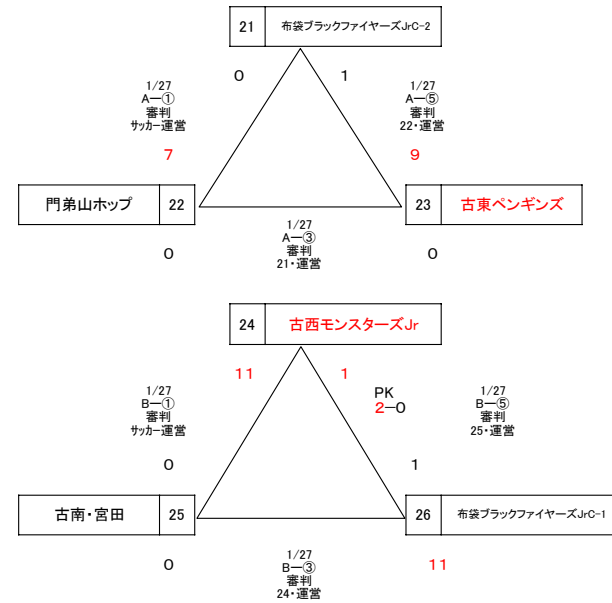 21 布袋ブラックファイヤーズJrC-2
0 1
1/27
A―①
審判
サッカー運営
1/27
A―⑤
審判
22・運営
7 9
門弟山ホップ 22
23 古東ペンギンズ
1/27
A―③
審判
21・運営
0 0
24 古西モンスターズJr
11 1
PK
2―0
1/27
B―①
審判
サッカー運営
1/27
B―⑤
審判
25・運営
0 1
古南・宮田 25
26 布袋ブラックファイヤーズJrC-1
1/27
B―③
審判
24・運営
0 11